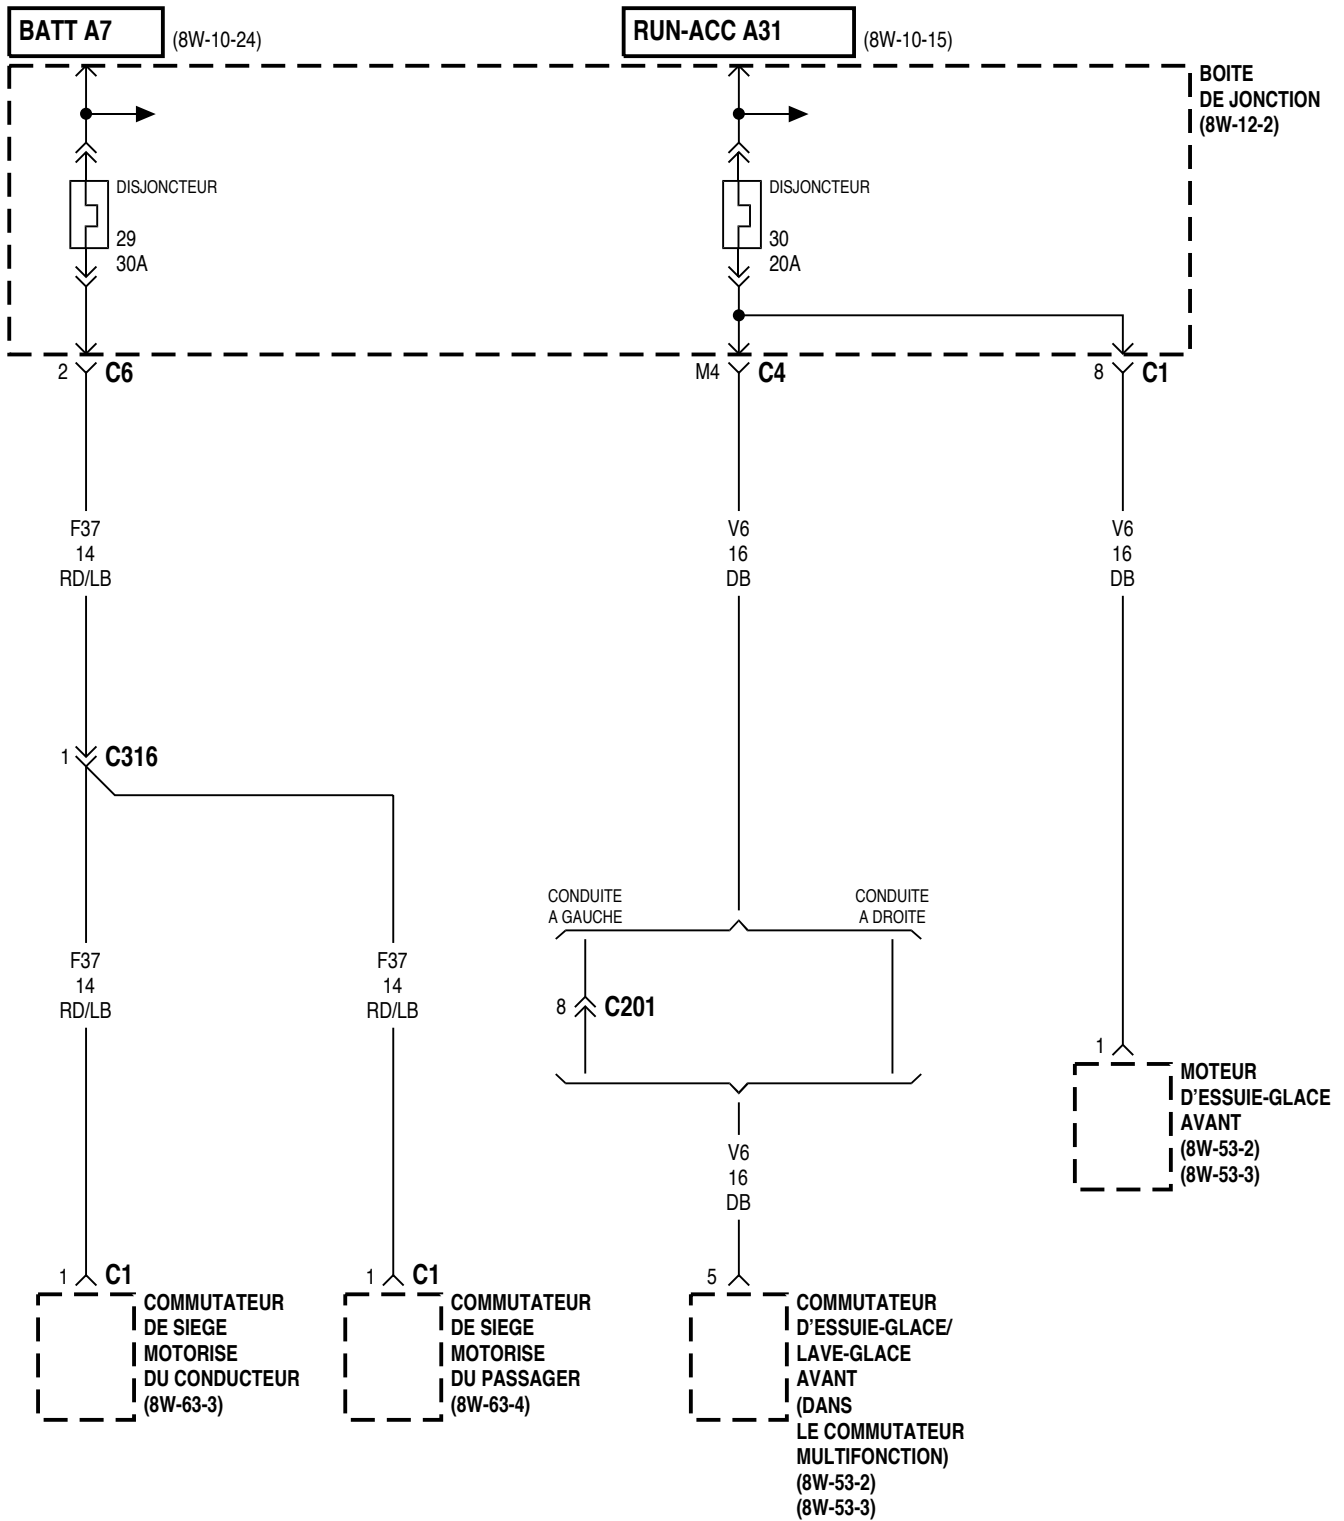 BATT A7
(8W-10-24)
RUN-ACC A31
(8W-10-15)
BOITE
DE JONCTION
(8W-12-2)
DISJONCTEUR
29
30A
DISJONCTEUR
30
20A
2
C6
M4
C4
8
C1
F37
14
RD/LB
V6
16
DB
V6
16
DB
1
C316
CONDUITE
A GAUCHE
CONDUITE
A DROITE
F37
14
RD/LB
F37
14
RD/LB
8
C201
1
MOTEUR
D'ESSUIE-GLACE
AVANT
(8W-53-2)
(8W-53-3)
V6
16
DB
1
C1
COMMUTATEUR
DE SIEGE
MOTORISE
DU CONDUCTEUR
(8W-63-3)
1
C1
COMMUTATEUR
DE SIEGE
MOTORISE
DU PASSAGER
(8W-63-4)
5
COMMUTATEUR
D'ESSUIE-GLACE/
LAVE-GLACE
AVANT
(DANS
LE COMMUTATEUR
MULTIFONCTION)
(8W-53-2)
(8W-53-3)